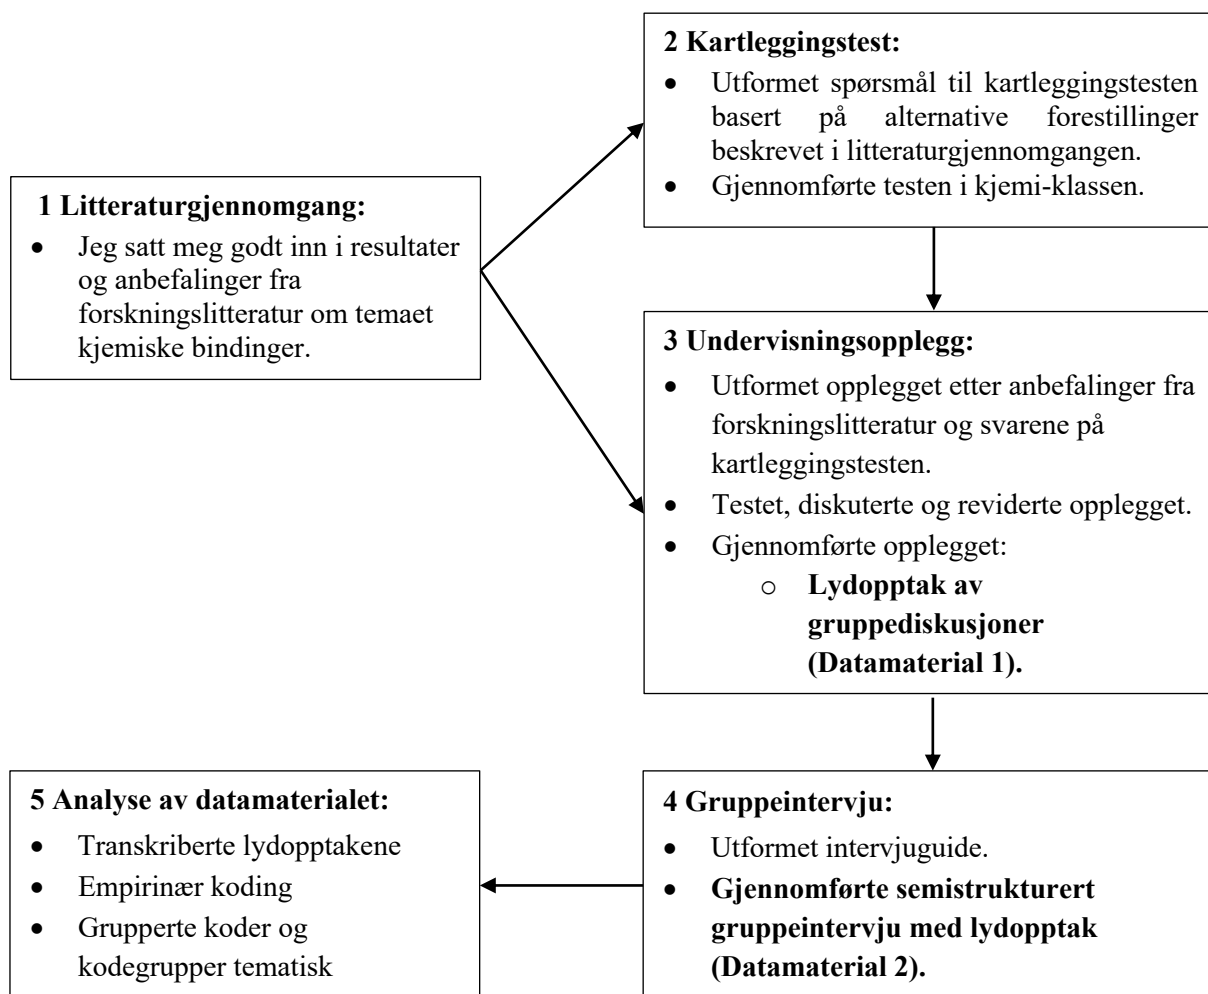 1 Litteraturgjennomgang:
• Jeg satt meg godt inn i resultater
og anbefalinger fra
forskningslitteratur om temaet
kjemiske bindinger.
2 Kartleggingstest:
• Utformet spørsmål til kartleggingstesten
basert på alternative forestillinger
beskrevet i litteraturgjennomgangen.
• Gjennomførte testen i kjemi-klassen.
3 Undervisningsopplegg:
• Utformet opplegget etter anbefalinger fra
forskningslitteratur og svarene på
kartleggingstesten.
• Testet, diskuterte og reviderte opplegget.
• Gjennomførte opplegget:
o Lydopptak av
gruppediskusjoner
(Datamaterial 1).
4 Gruppeintervju:
• Utformet intervjuguide.
• Gjennomførte semistrukturert
gruppeintervju med lydopptak
(Datamaterial 2).
5 Analyse av datamaterialet:
• Transkriberte lydopptakene
• Empirinær koding
• Grupperte koder og
kodegrupper tematisk